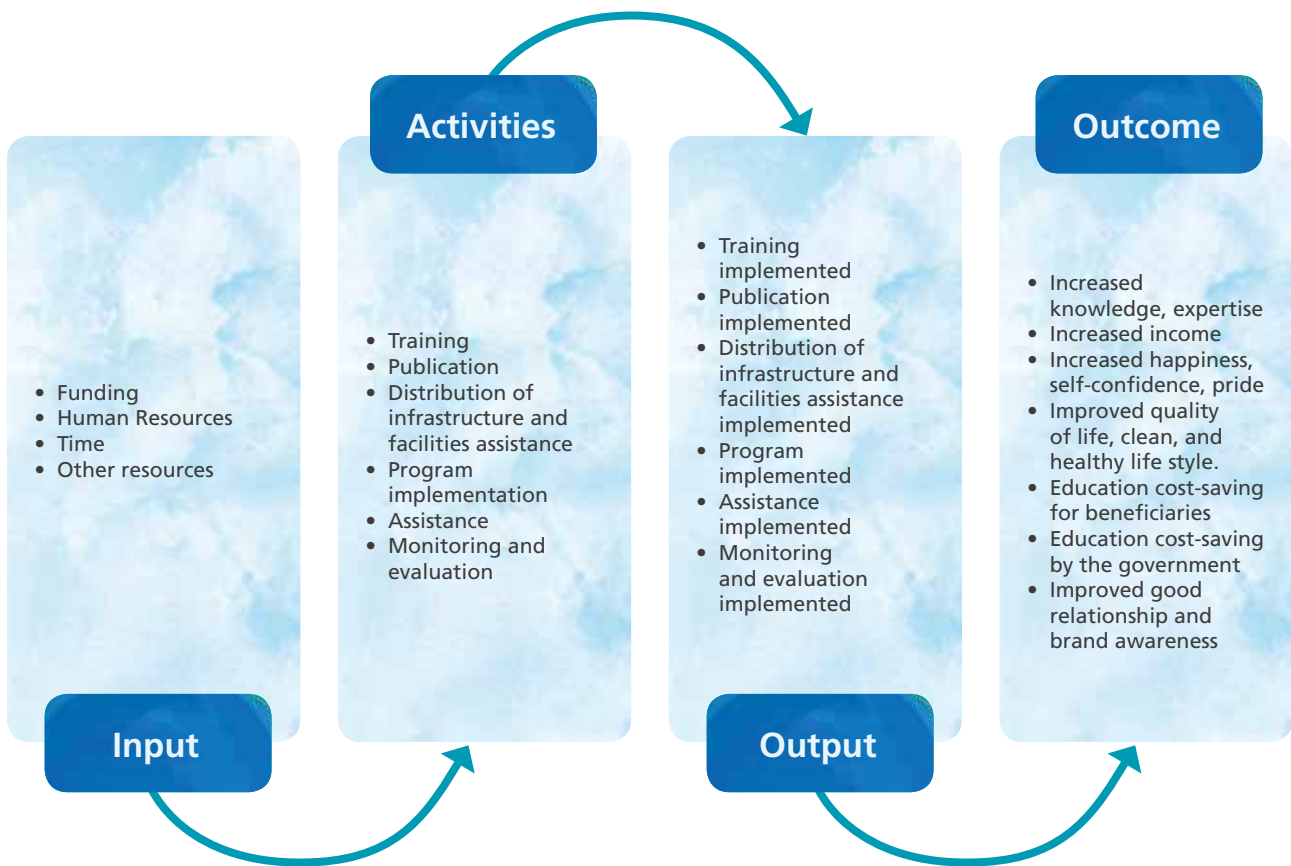 Input
• Funding
• Human Resources
• Time
• Other resources
Activities
• Training
• Publication
• Distribution of
infrastructure and
facilities assistance
• Program
implementation
• Assistance
• Monitoring and
evaluation
Output
• Training
implemented
• Publication
implemented
• Distribution of
infrastructure and
facilities assistance
implemented
• Program
implemented
• Assistance
implemented
• Monitoring
and evaluation
implemented
Outcome
• Increased
knowledge, expertise
• Increased income
• Increased happiness,
self-confidence, pride
• Improved quality
of life, clean, and
healthy life style.
• Education cost-saving
for beneficiaries
• Education cost-saving
by the government
• Improved good
relationship and
brand awareness